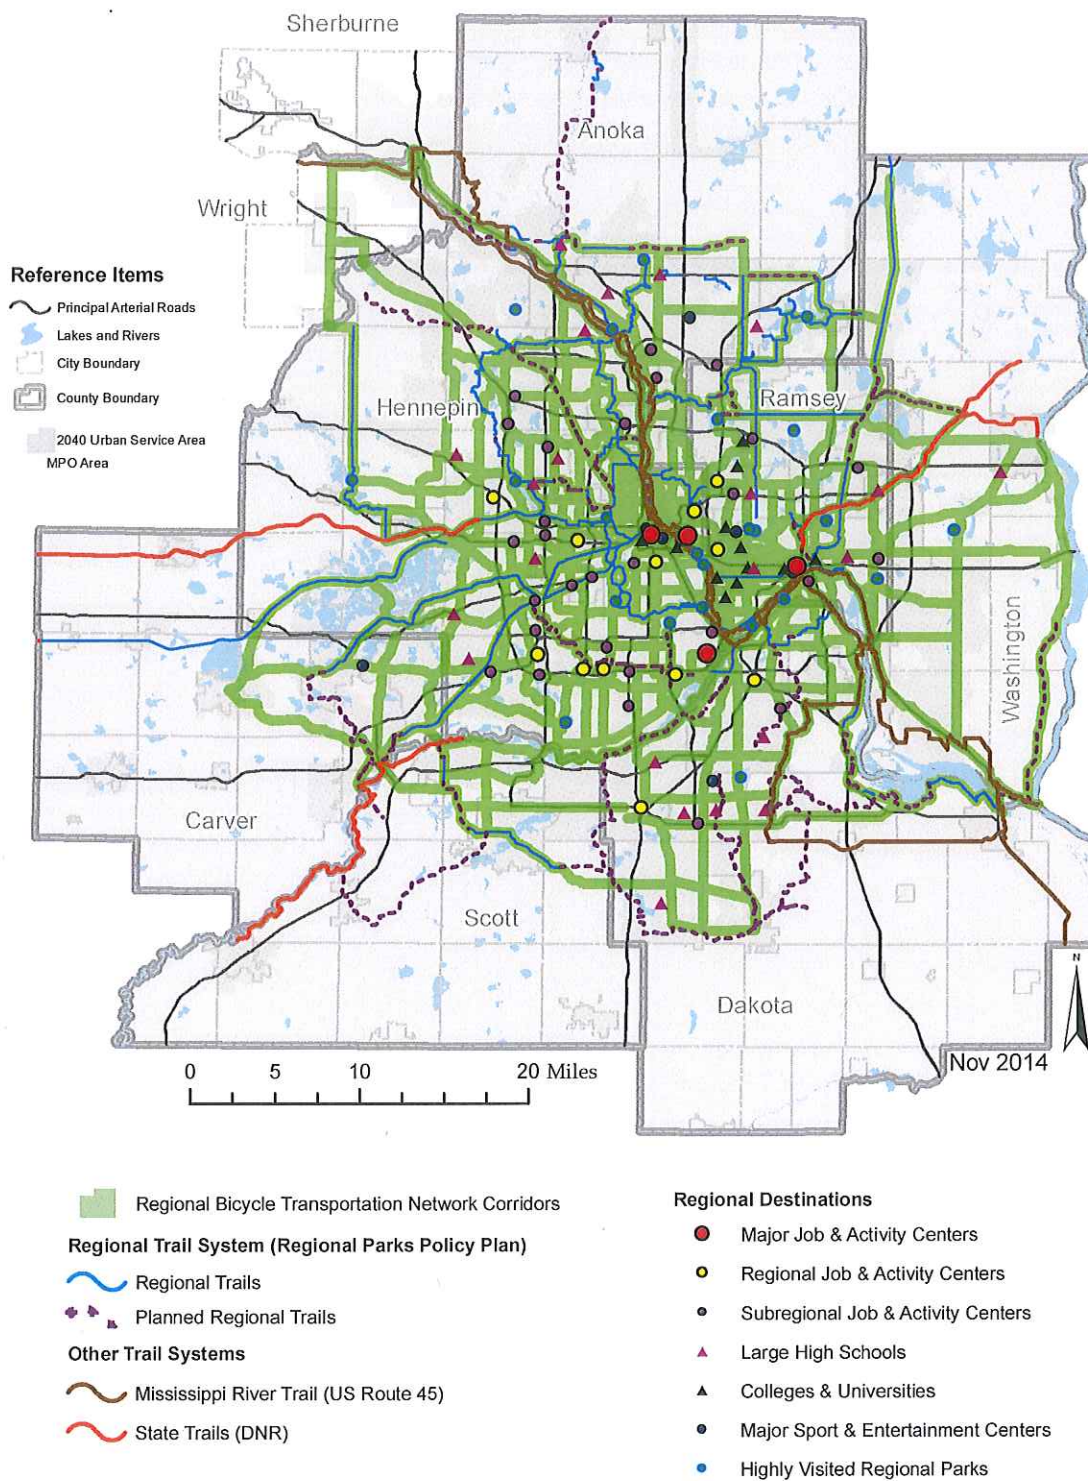 Sherburne
Anoka
Wright
Reference Items
Principal Arterial Roads
Lakes and Rivers
City Boundary
County Boundary
2040 Urban Service Area
MPO Area
Hennepin
Ramsey
Washington
Carver
Scott
Dakota
N
Nov 2014
0 5 10 20 Miles
Regional Bicycle Transportation Network Corridors
Regional Trail System (Regional Parks Policy Plan)
Regional Trails
Planned Regional Trails
Other Trail Systems
Mississippi River Trail (US Route 45)
State Trails (DNR)
Regional Destinations
Major Job & Activity Centers
Regional Job & Activity Centers
Subregional Job & Activity Centers
Large High Schools
Colleges & Universities
Major Sport & Entertainment Centers
Highly Visited Regional Parks